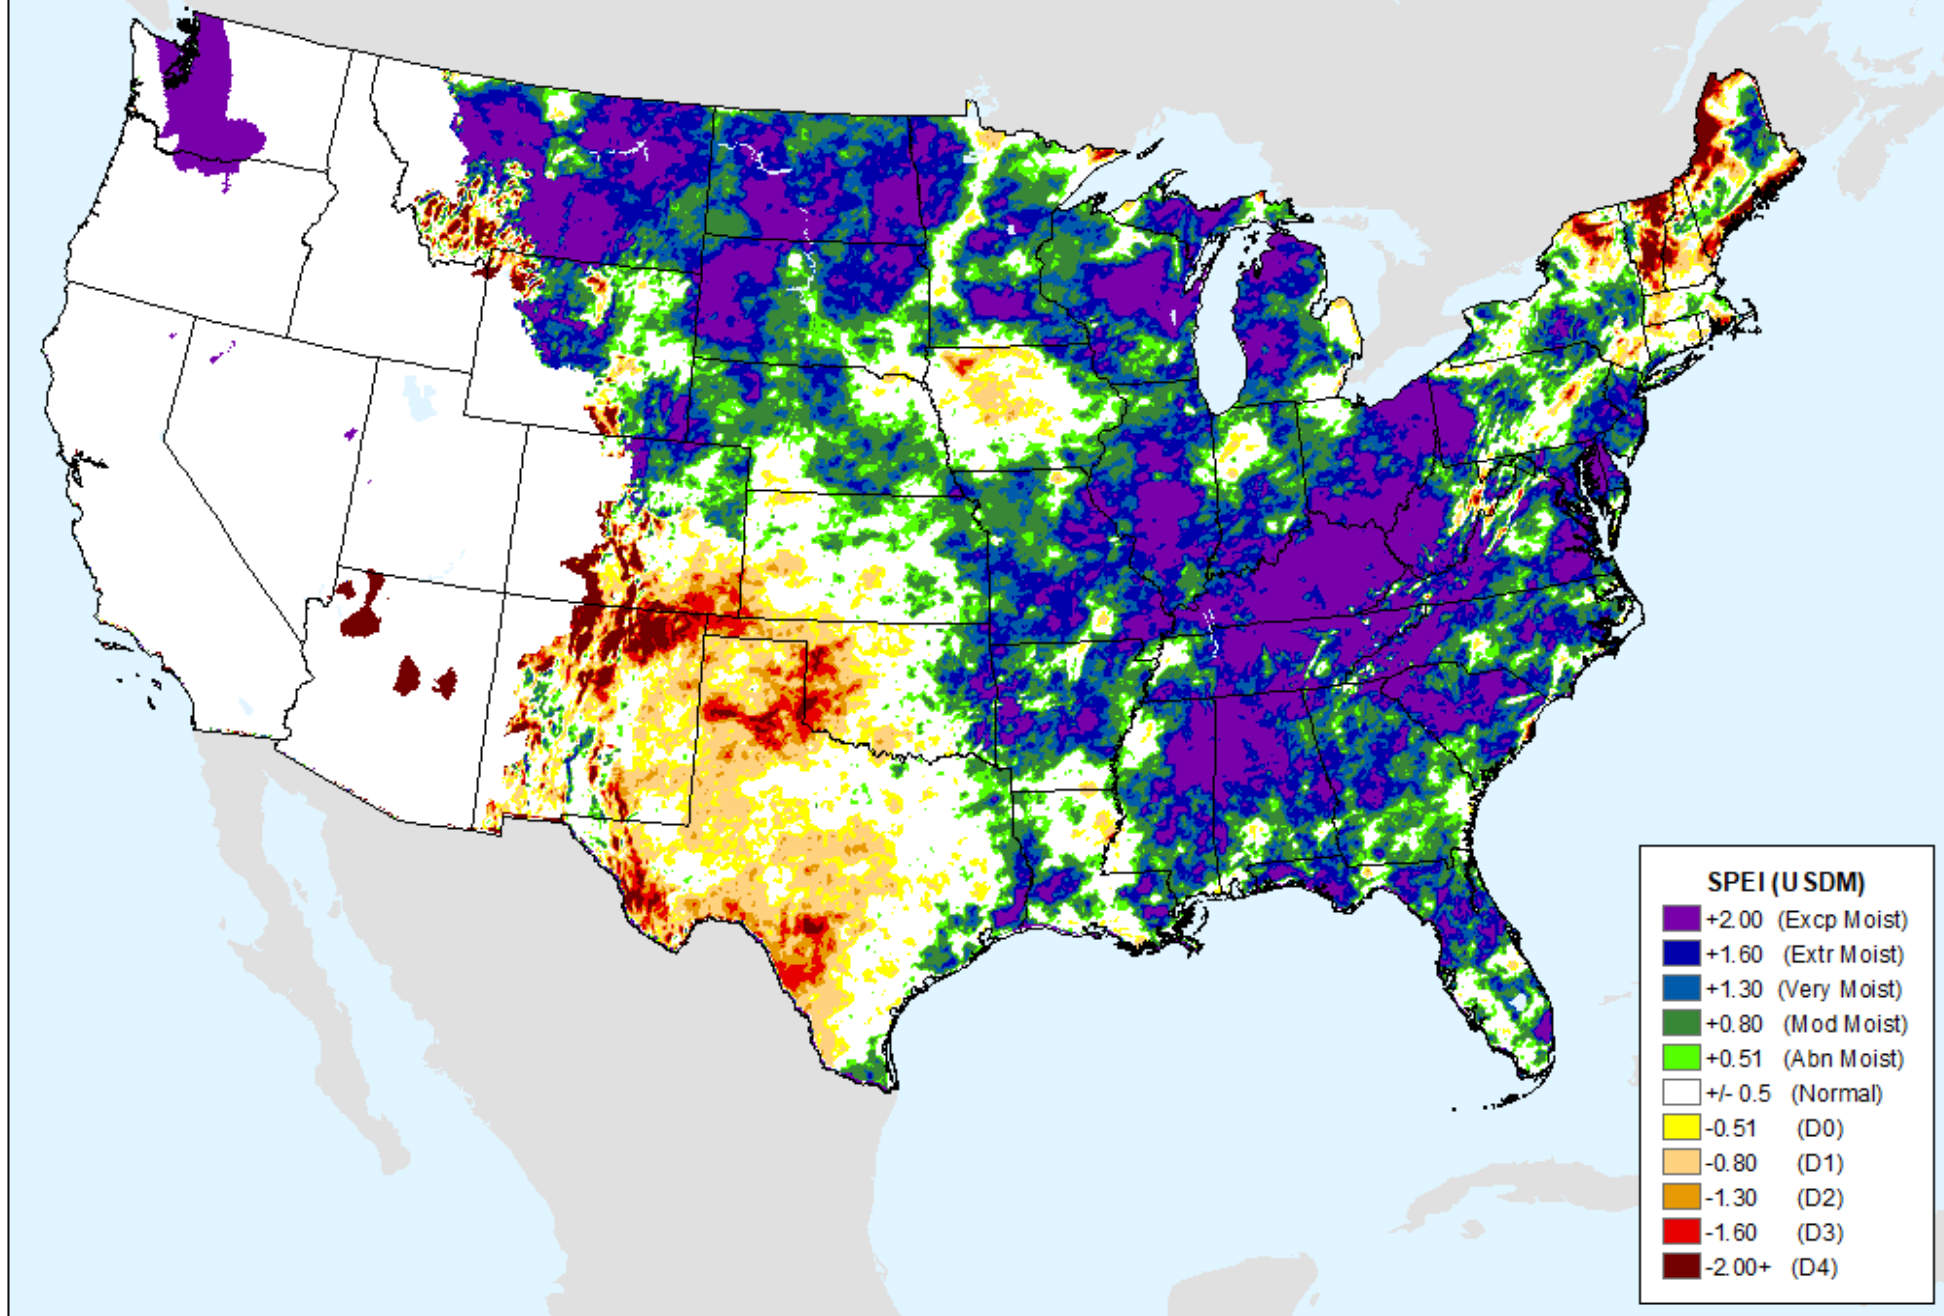 SPEI (USDM)
+2.00 (Excp Moist)
+1.60 (Extr Moist)
+1.30 (Very Moist)
+0.80 (Mod Moist)
+0.51 (Abn Moist)
+/- 0.5 (Normal)
-0.51 (D0)
-0.80 (D1)
-1.30 (D2)
-1.60 (D3)
-2.00+ (D4)